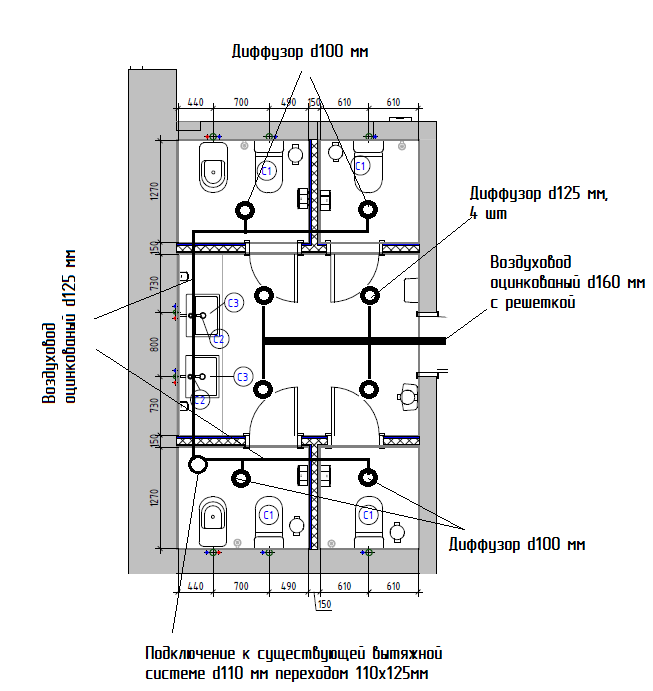 Диффузор d100 мм
440 700 490 150 610 610
C1 C1
1270
Диффузор d125 мм,
4 шт
150
Воздуховод
оцинкованый d160 мм
с решеткой
Воздуховод
оцинкованый d125 мм
730
C3
800
C2
C3
C2
730
150
1270
C1 C1
Диффузор d100 мм
440 700 490 610 610
150
Подключение к существующей вытяжной
системе d110 мм переходом 110х125мм